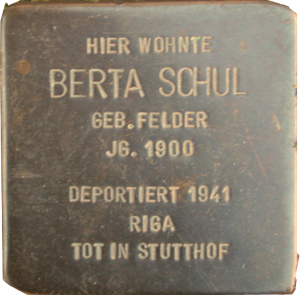 HIER WOHNTE
BERTA SCHUL
GEB. FELDER
JG. 1900
DEPORTIERT 1941
RIGA
TOT IN STUTTHOF